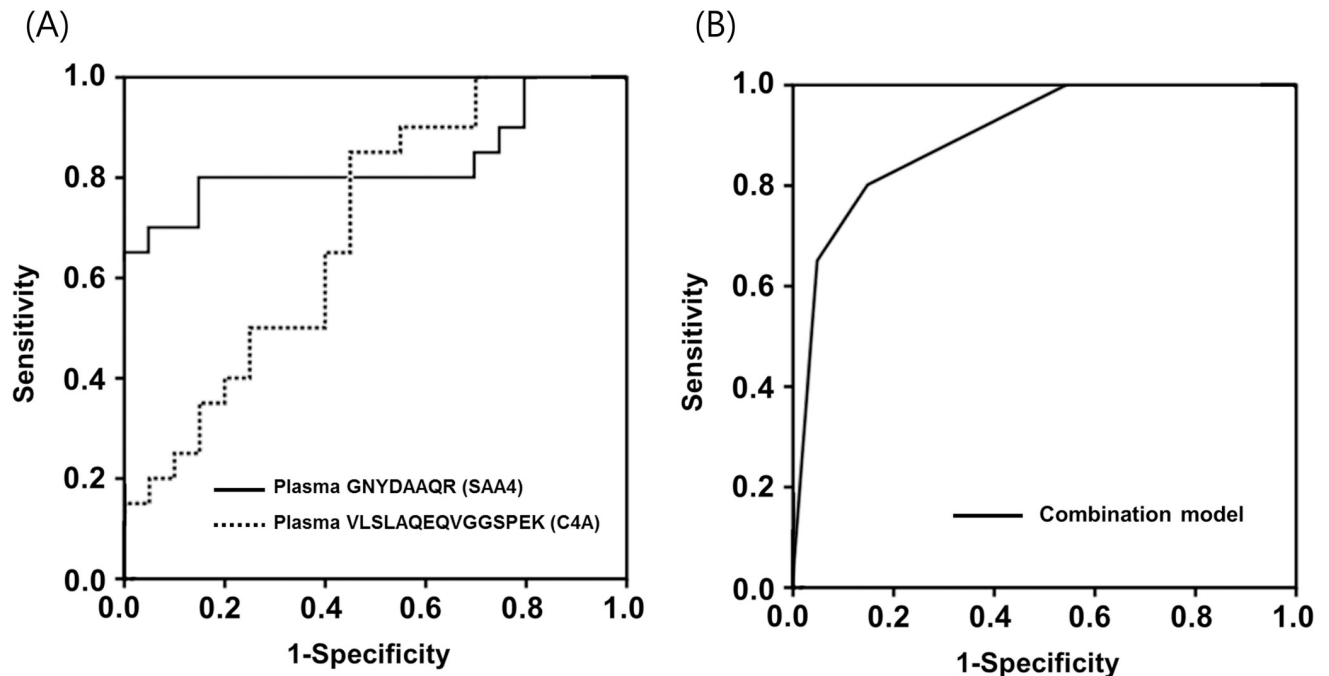 (A)
1.0
0.8
0.6
0.4
0.2
0.0
Sensitivity
Plasma GNYDAAQR (SAA4)
Plasma VLSLAQEQVGGSPEK (C4A)
0.0 0.2 0.4 0.6 0.8 1.0
1-Specificity
(B)
1.0
0.8
0.6
0.4
0.2
0.0
Sensitivity
Combination model
0.0 0.2 0.4 0.6 0.8 1.0
1-Specificity